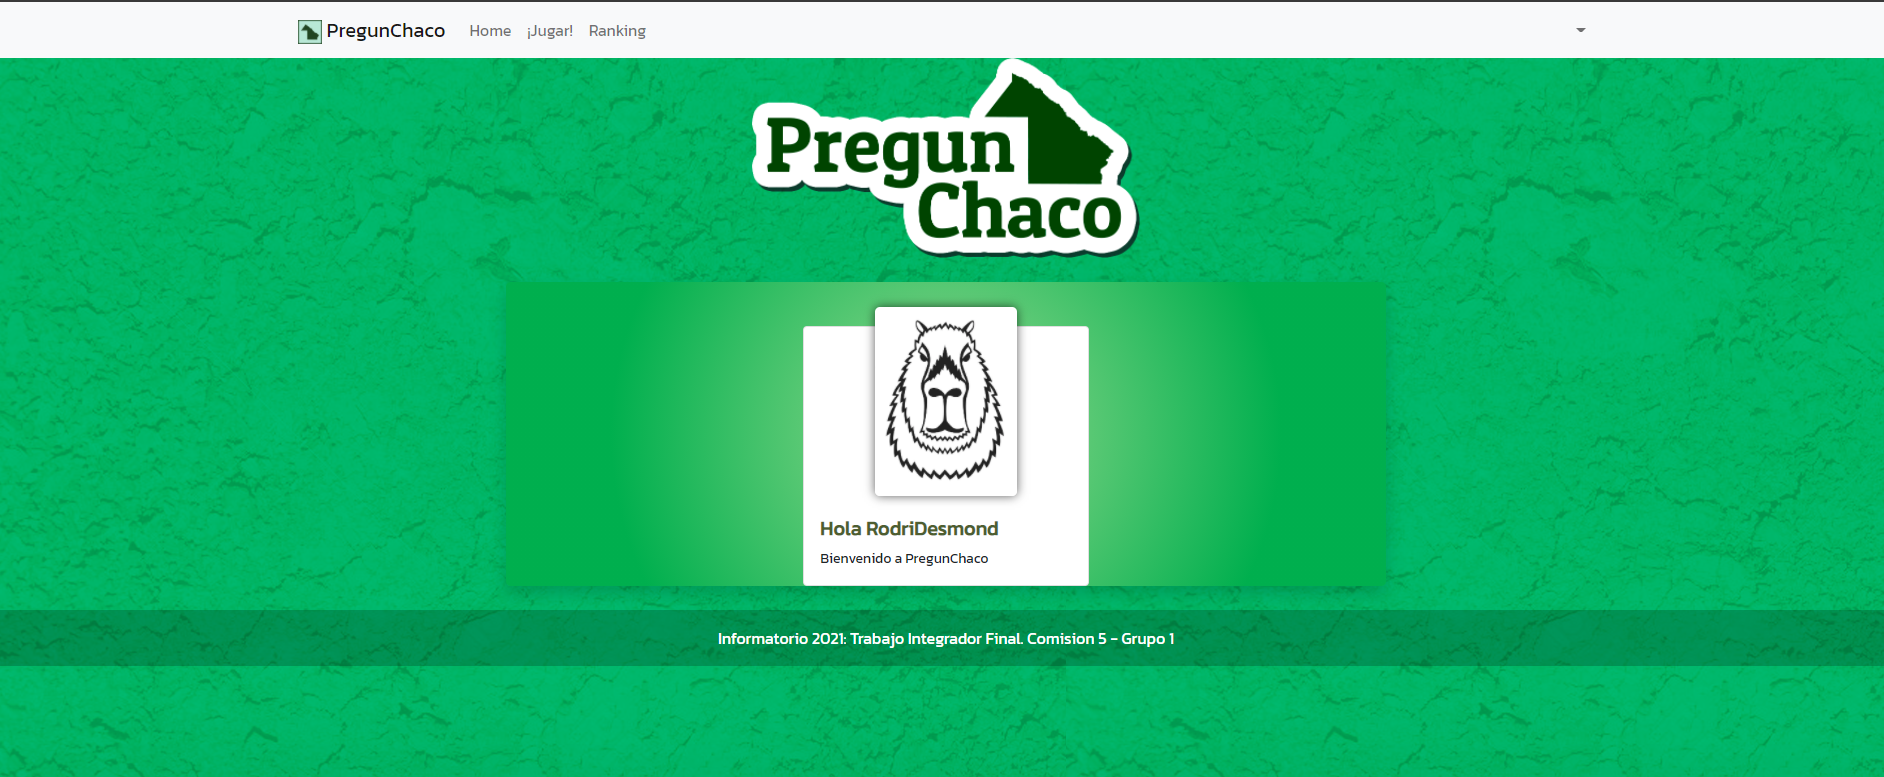 PregunChaco Home ¡Jugar! Ranking
Pregun
Chaco
Hola RodriDesmond
Bienvenido a PregunChaco
Informatorio 2021: Trabajo Integrador Final. Comision 5 - Grupo 1